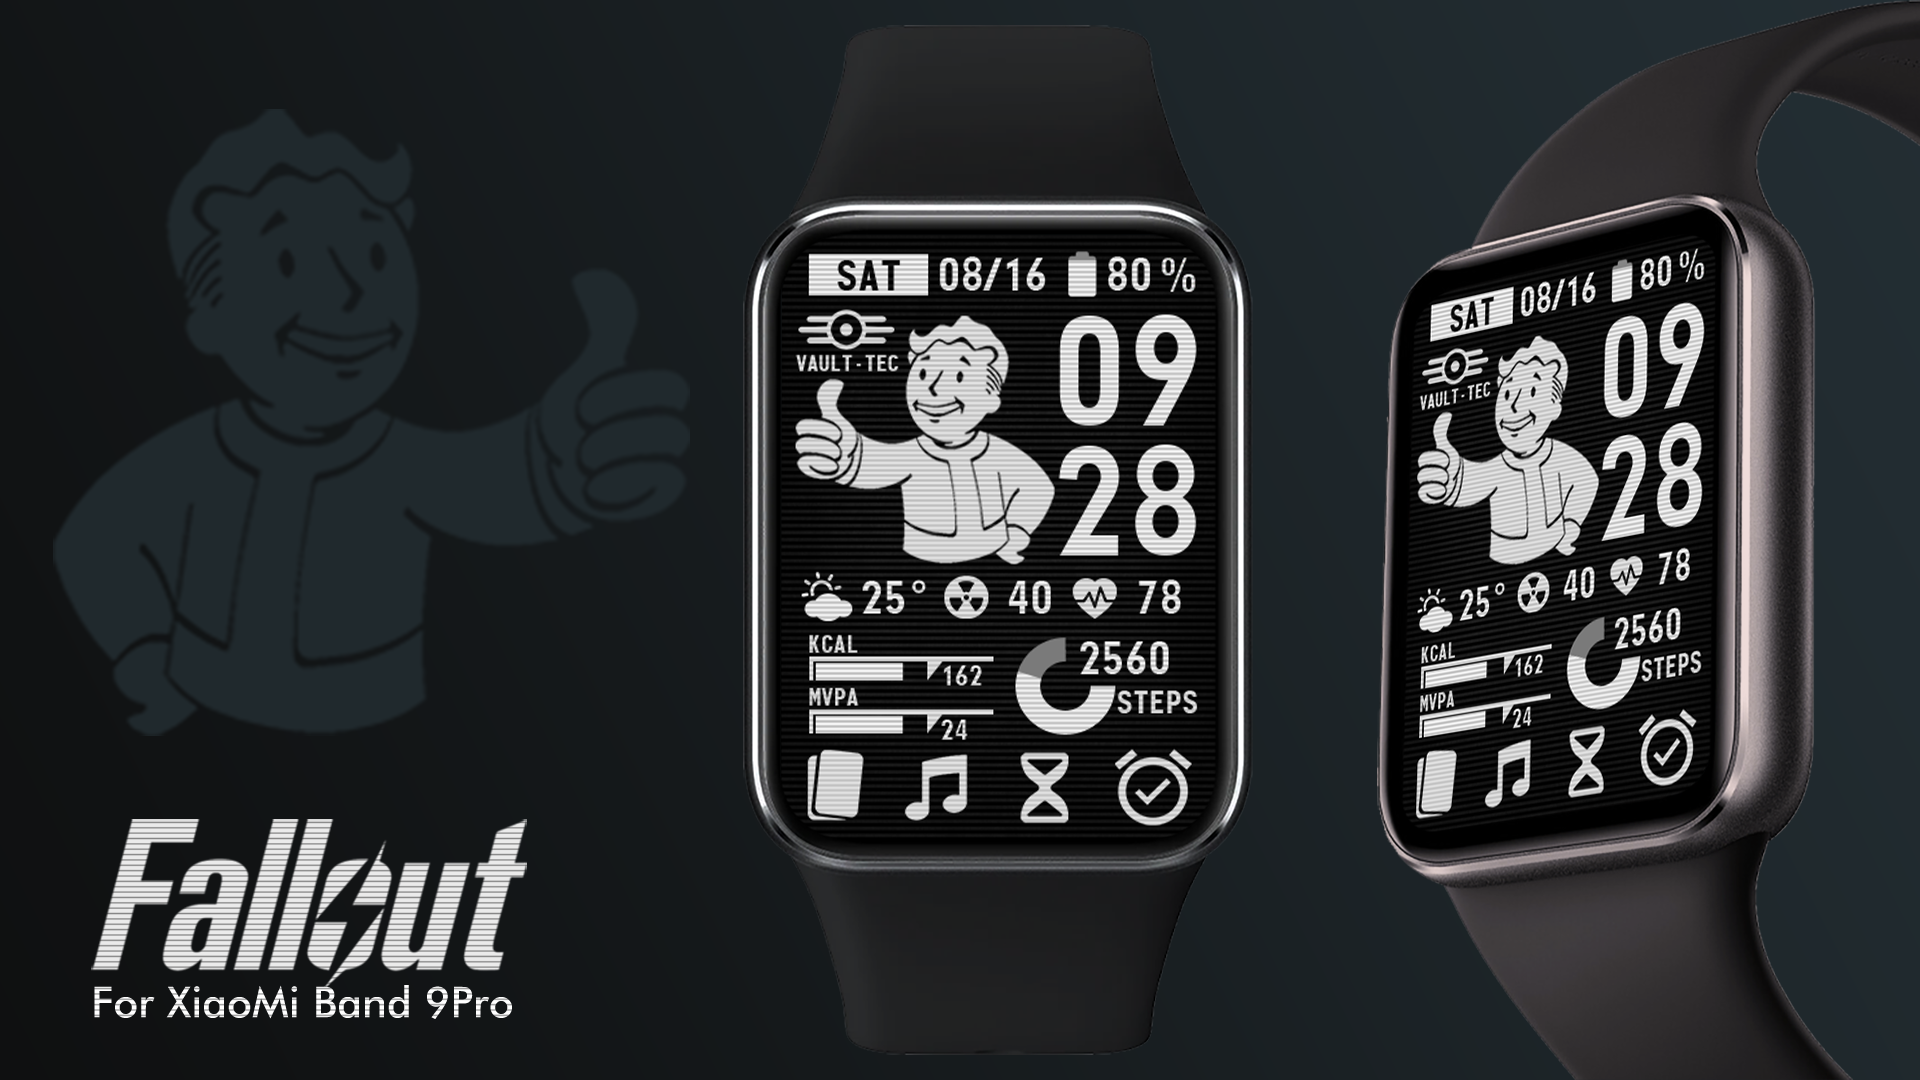 SAT 08/16 80 %
VAULT-TEC
09
28
25° 40 78
KCAL
162
MVPA
24
2560
STEPS
SAT 08/16 80 %
VAULT-TEC
09
28
25° 40 78
KCAL
162
MVPA
24
2560
STEPS
Fallout
For XiaoMi Band 9Pro